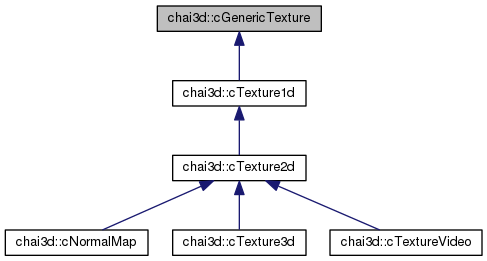 chai3d::cGenericTexture
chai3d::cTexture1d
chai3d::cTexture2d
chai3d::cNormalMap
chai3d::cTexture3d
chai3d::cTextureVideo